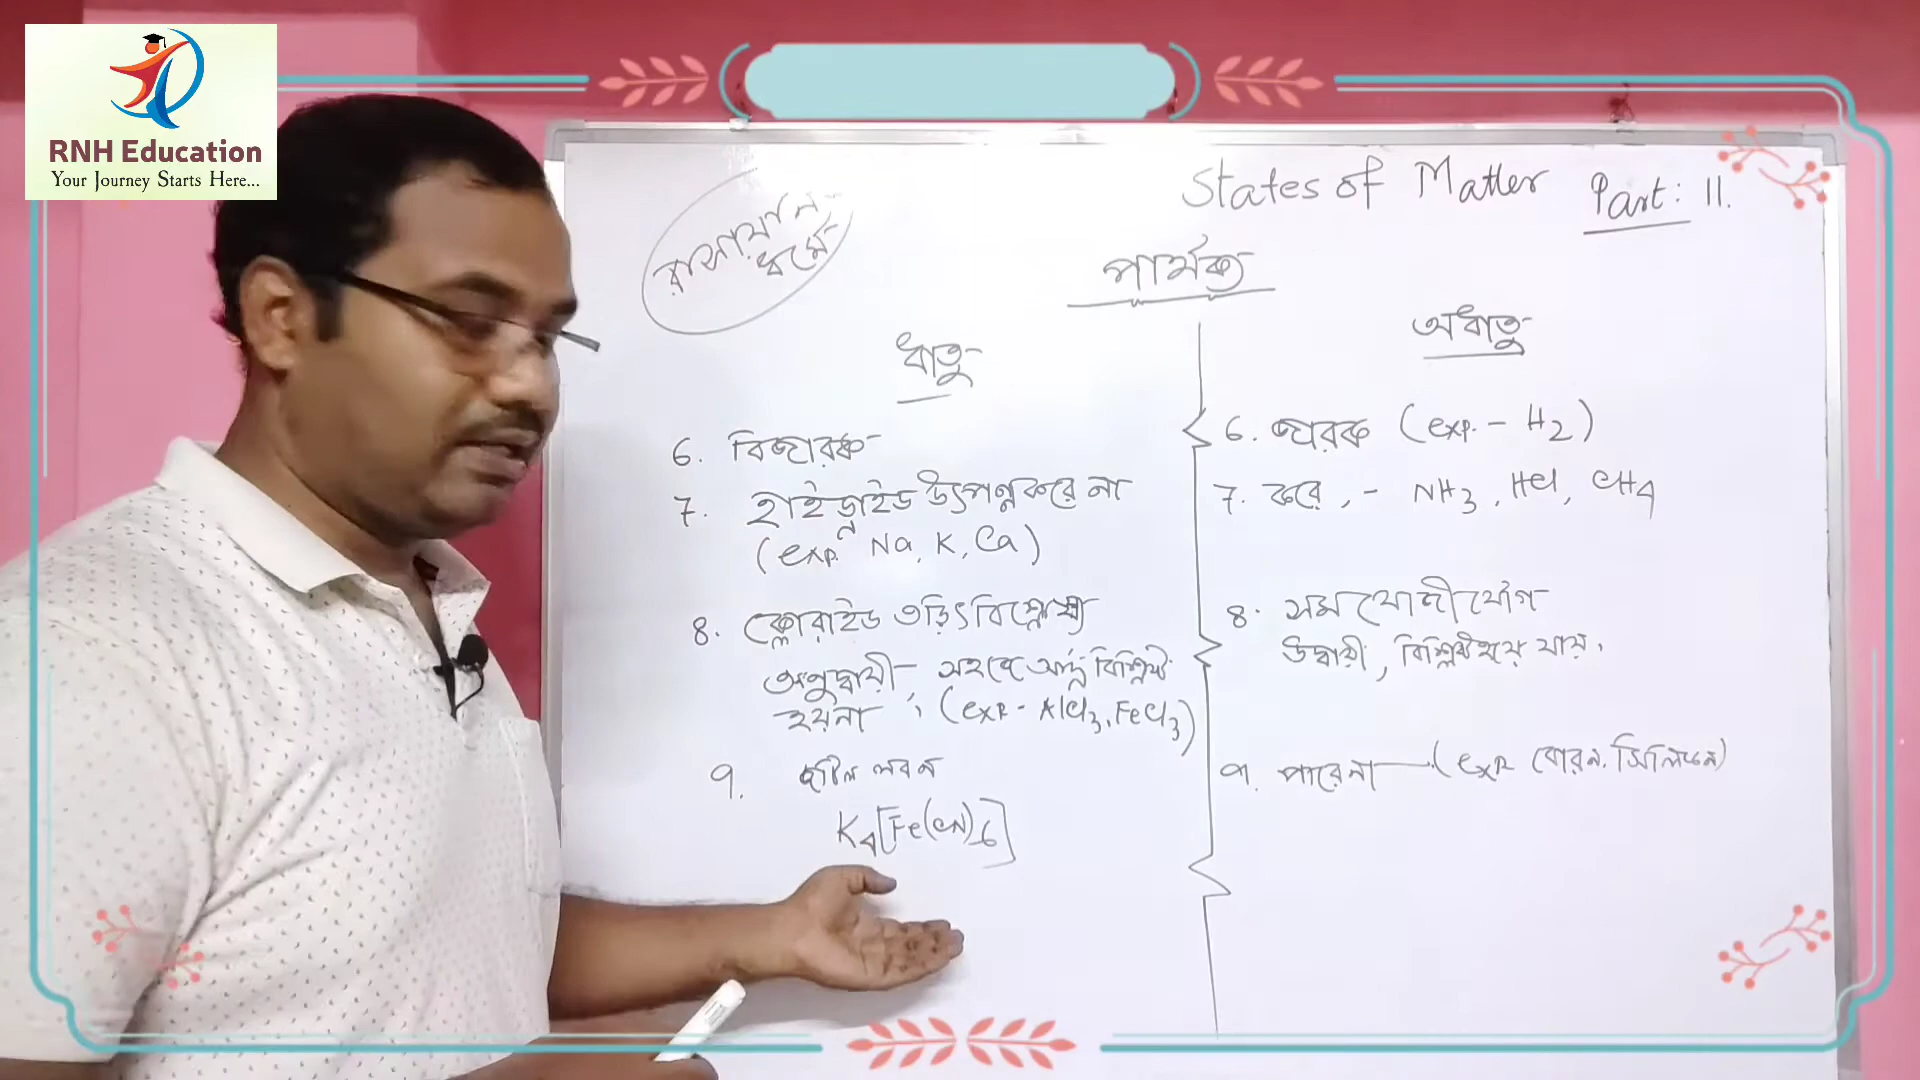 RNH Education
Your Journey Starts Here...
States of Matter Part: II.
রাসায়নিক
ধর্মে
পার্থক্য
ধাতু
অধাতু
6. বিজারক
6. জারক (exp. - H2)
7. হাইড্রাইড উৎপন্ন করে না
(exp. Na, K, Ca)
7. করে, - NH3, HCl, CH4
8. ক্লোরাইড তড়িৎবিশ্লেষ্য
অনুদ্বায়ী, সহজে আর্দ্র বিশ্লিষ্ট
হয়না ; (exp - AlCl3, FeCl3)
8. সমযোজী যৌগ
উদ্বায়ী, বিশ্লিষ্ট হয়ে যায়.
9. জটিল লবন
K4[Fe(CN)6]
9. পারেনা — (exp বোরন. সিলিকন)